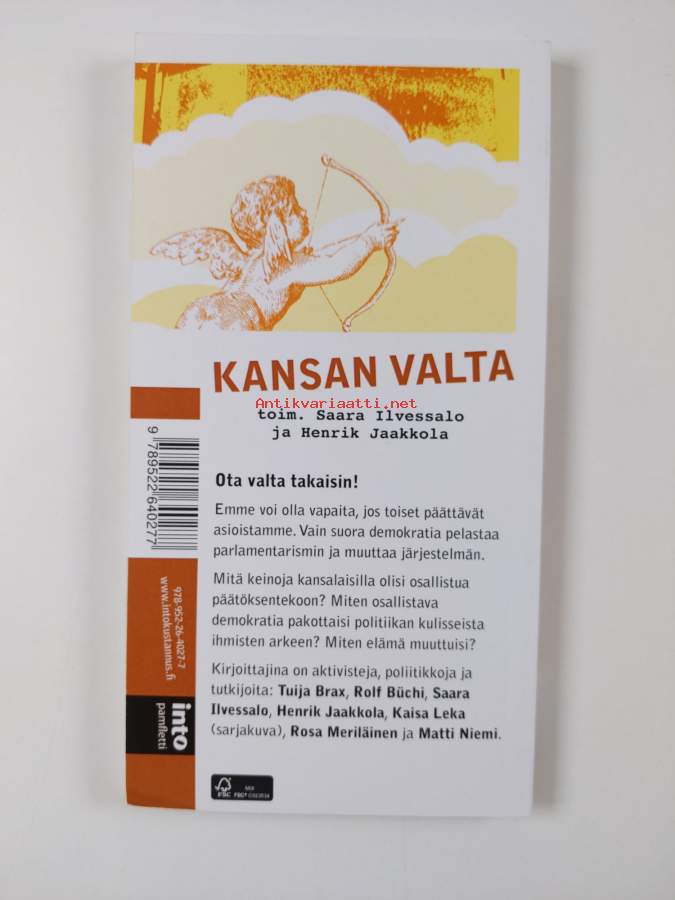 KANSAN VALTA
Antikvariaatti.net
toim. Saara Ilvessalo
ja Henrik Jaakkola
Ota valta takaisin!
Emme voi olla vapaita, jos toiset päättävät
asioistamme. Vain suora demokratia pelastaa
parlamentarismin ja muuttaa järjestelmän.
Mitä keinoja kansalaisilla olisi osallistua
päätöksentekoon? Miten osallistava
demokratia pakottaisi politiikan kulisseista
ihmisten arkeen? Miten elämä muuttuisi?
Kirjoittajina on aktivisteja, poliitikkoja ja
tutkijoita: Tuija Brax, Rolf Büchi, Saara
Ilvessalo, Henrik Jaakkola, Kaisa Leka
(sarjakuva), Rosa Meriläinen ja Matti Niemi.
9 789522 640277
978-952-26-4027-7
www.intokustannus.fi
into
pamfletti
FSC
MIX